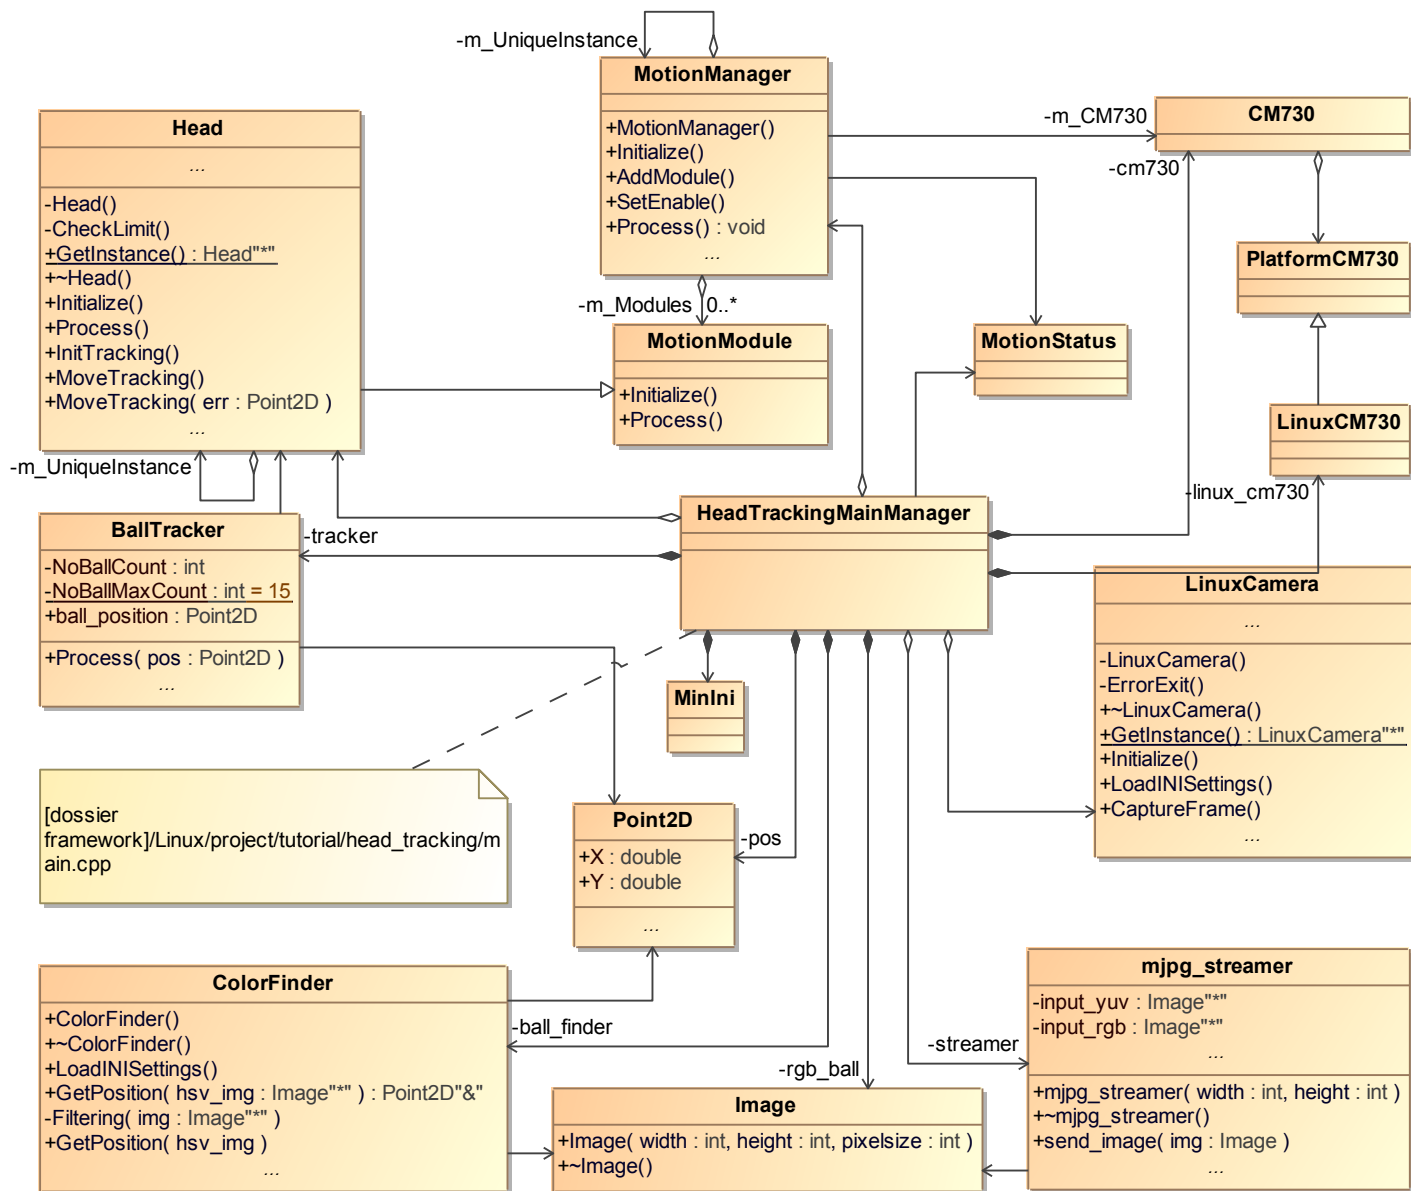 -m_UniqueInstance
MotionManager
+MotionManager()
+Initialize()
+AddModule()
+SetEnable()
+Process() : void
...
-m_CM730
CM730
-cm730
Head
...
-Head()
-CheckLimit()
+GetInstance() : Head"*"
+~Head()
+Initialize()
+Process()
+InitTracking()
+MoveTracking()
+MoveTracking( err : Point2D )
...
-m_UniqueInstance
-m_Modules 0..*
MotionModule
+Initialize()
+Process()
MotionStatus
PlatformCM730
LinuxCM730
-linux_cm730
BallTracker
-NoBallCount : int
-NoBallMaxCount : int = 15
+ball_position : Point2D
+Process( pos : Point2D )
...
-tracker
HeadTrackingMainManager
LinuxCamera
...
-LinuxCamera()
-ErrorExit()
+~LinuxCamera()
+GetInstance() : LinuxCamera"*"
+Initialize()
+LoadINISettings()
+CaptureFrame()
...
MinIni
[dossier
framework]/Linux/project/tutorial/head_tracking/m
ain.cpp
Point2D
+X : double
+Y : double
...
-pos
ColorFinder
+ColorFinder()
+~ColorFinder()
+LoadINISettings()
+GetPosition( hsv_img : Image"*" ) : Point2D"&"
-Filtering( img : Image"*" )
+GetPosition( hsv_img )
...
-ball_finder
-rgb_ball
-streamer
Image
+Image( width : int, height : int, pixelsize : int )
+~Image()
mjpg_streamer
-input_yuv : Image"*"
-input_rgb : Image"*"
...
+mjpg_streamer( width : int, height : int )
+~mjpg_streamer()
+send_image( img : Image )
...